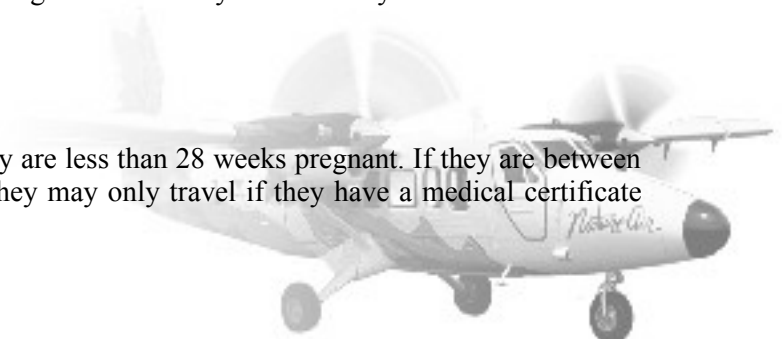 y are less than 28 weeks pregnant. If they are between
hey may only travel if they have a medical certificate
Nature Air.